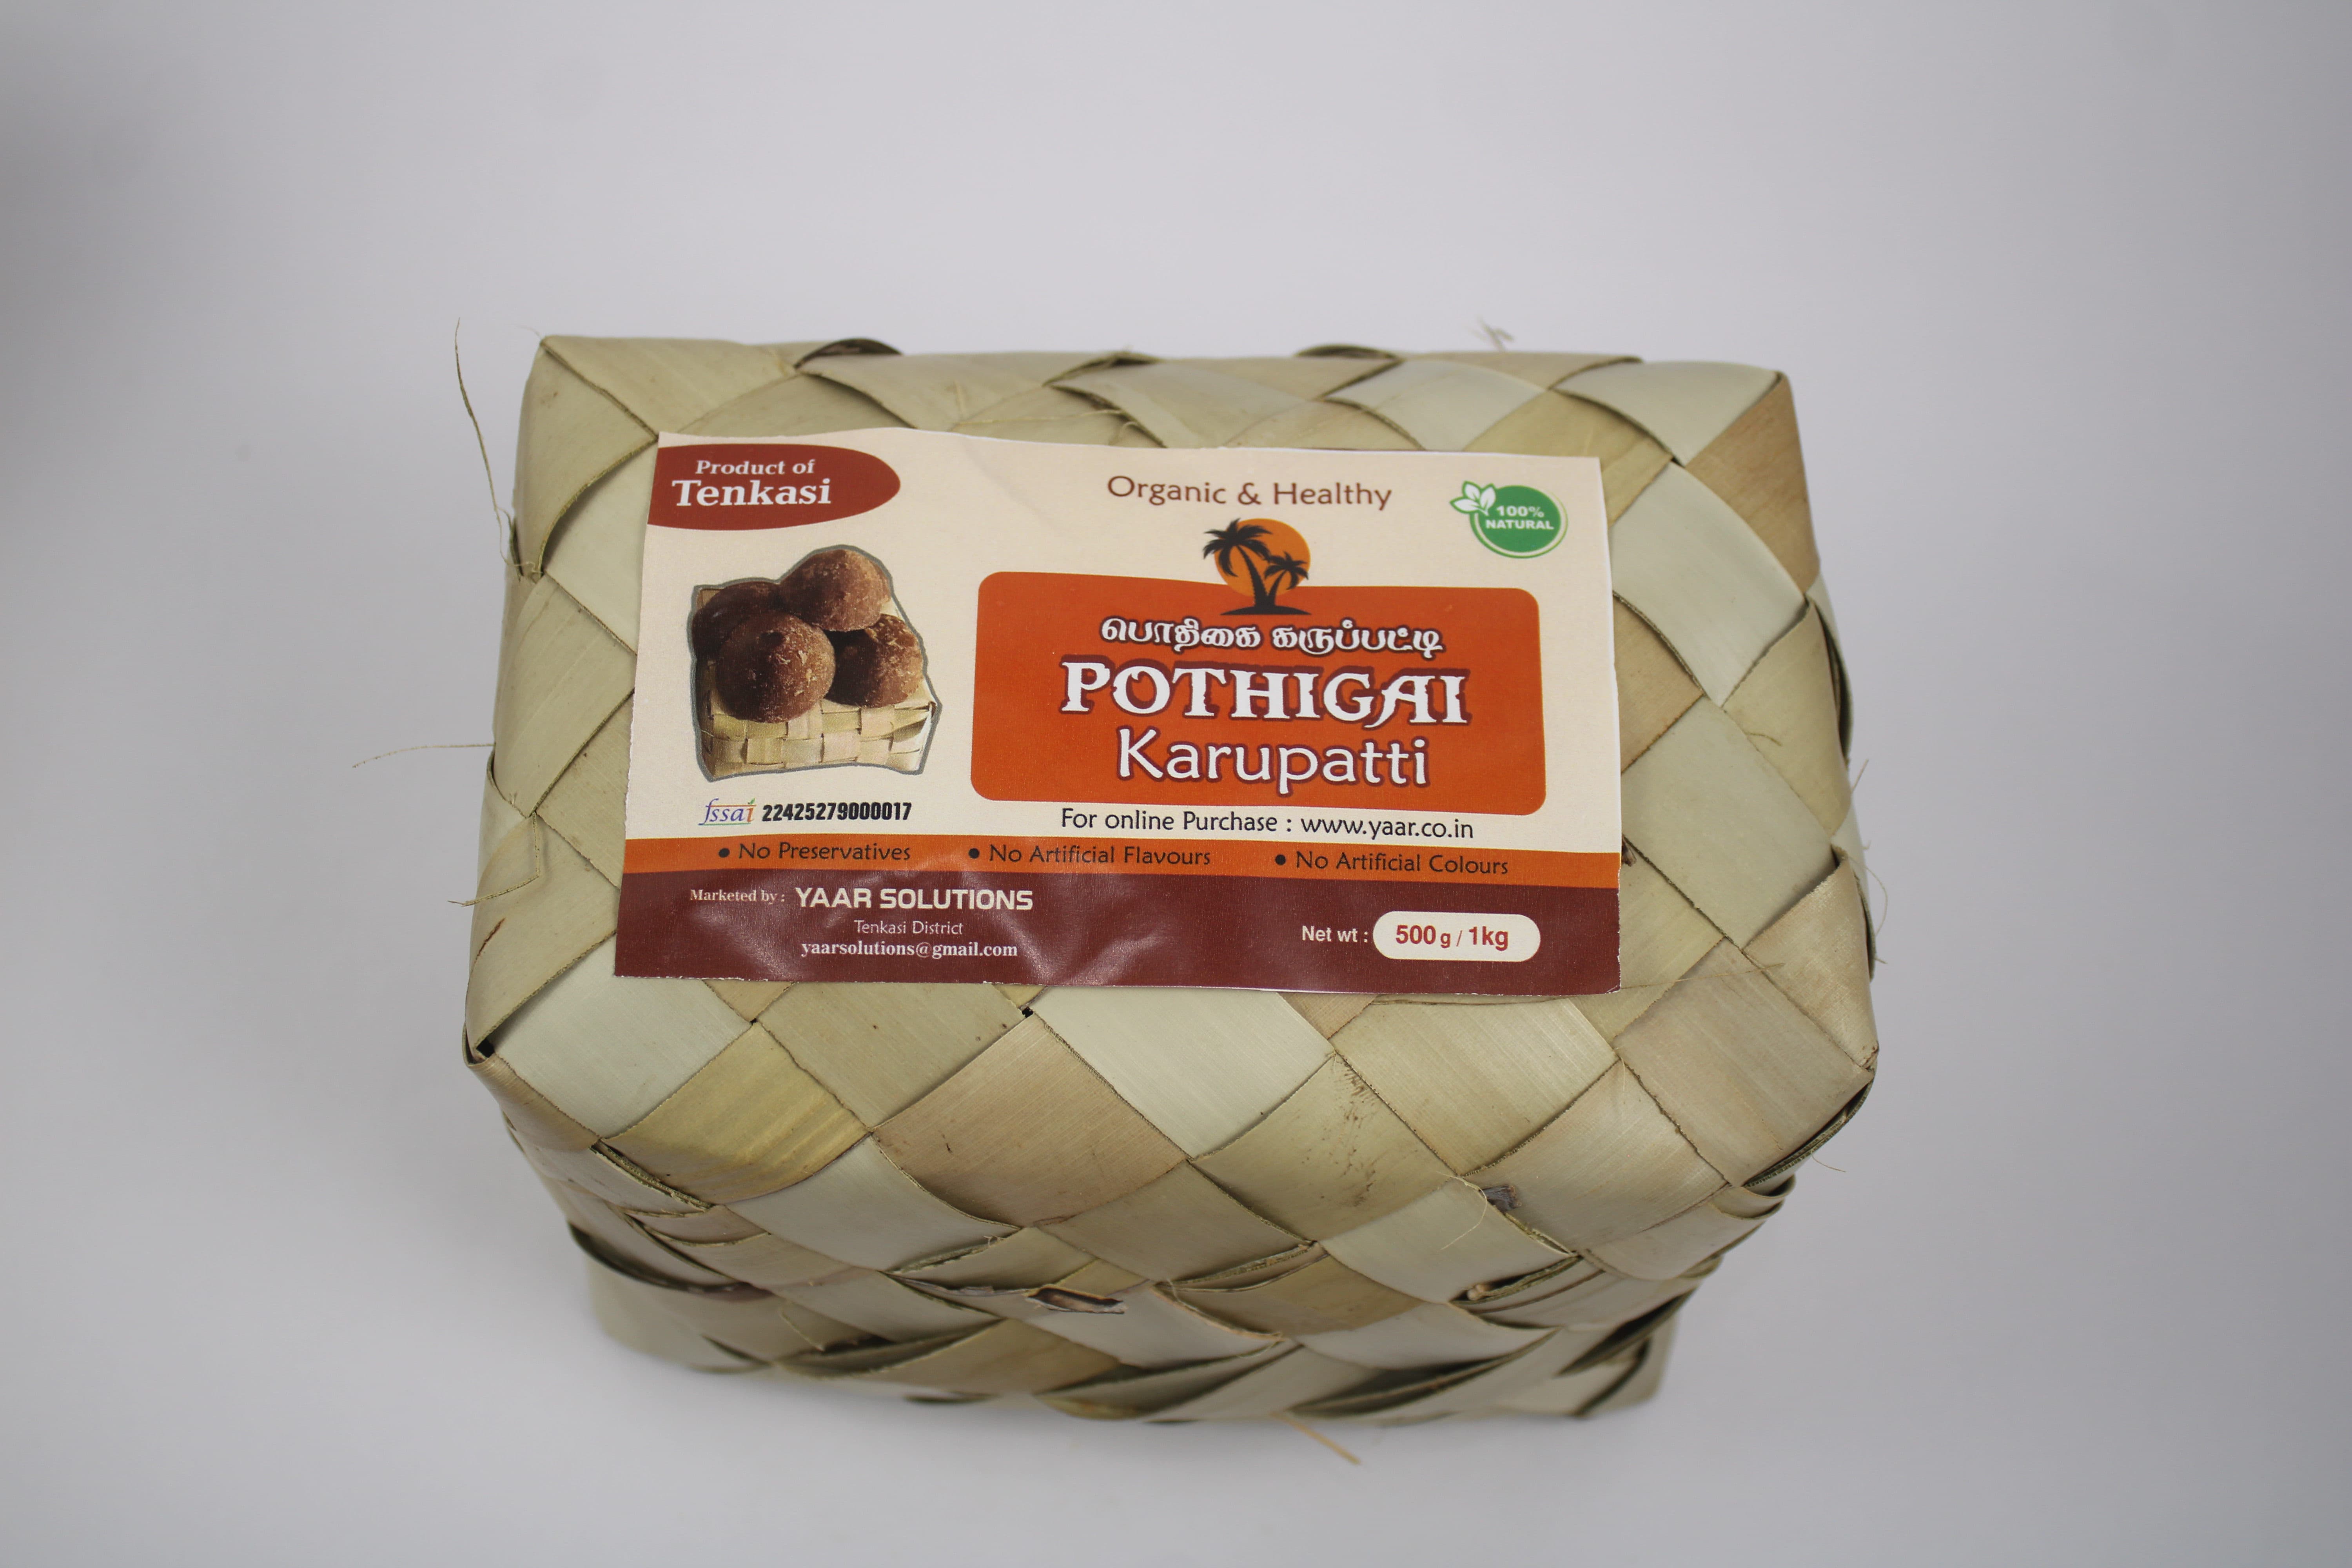 Product of
Tenkasi
Organic & Healthy
100%
NATURAL
பொதிகை கருப்பட்டி
POTHIGAI
Karupatti
fssai 22425279000017
For online Purchase : www.yaar.co.in
• No Preservatives • No Artificial Flavours • No Artificial Colours
Marketed by : YAAR SOLUTIONS
Tenkasi District
yaarsolutions@gmail.com
Net wt : 500 g / 1kg